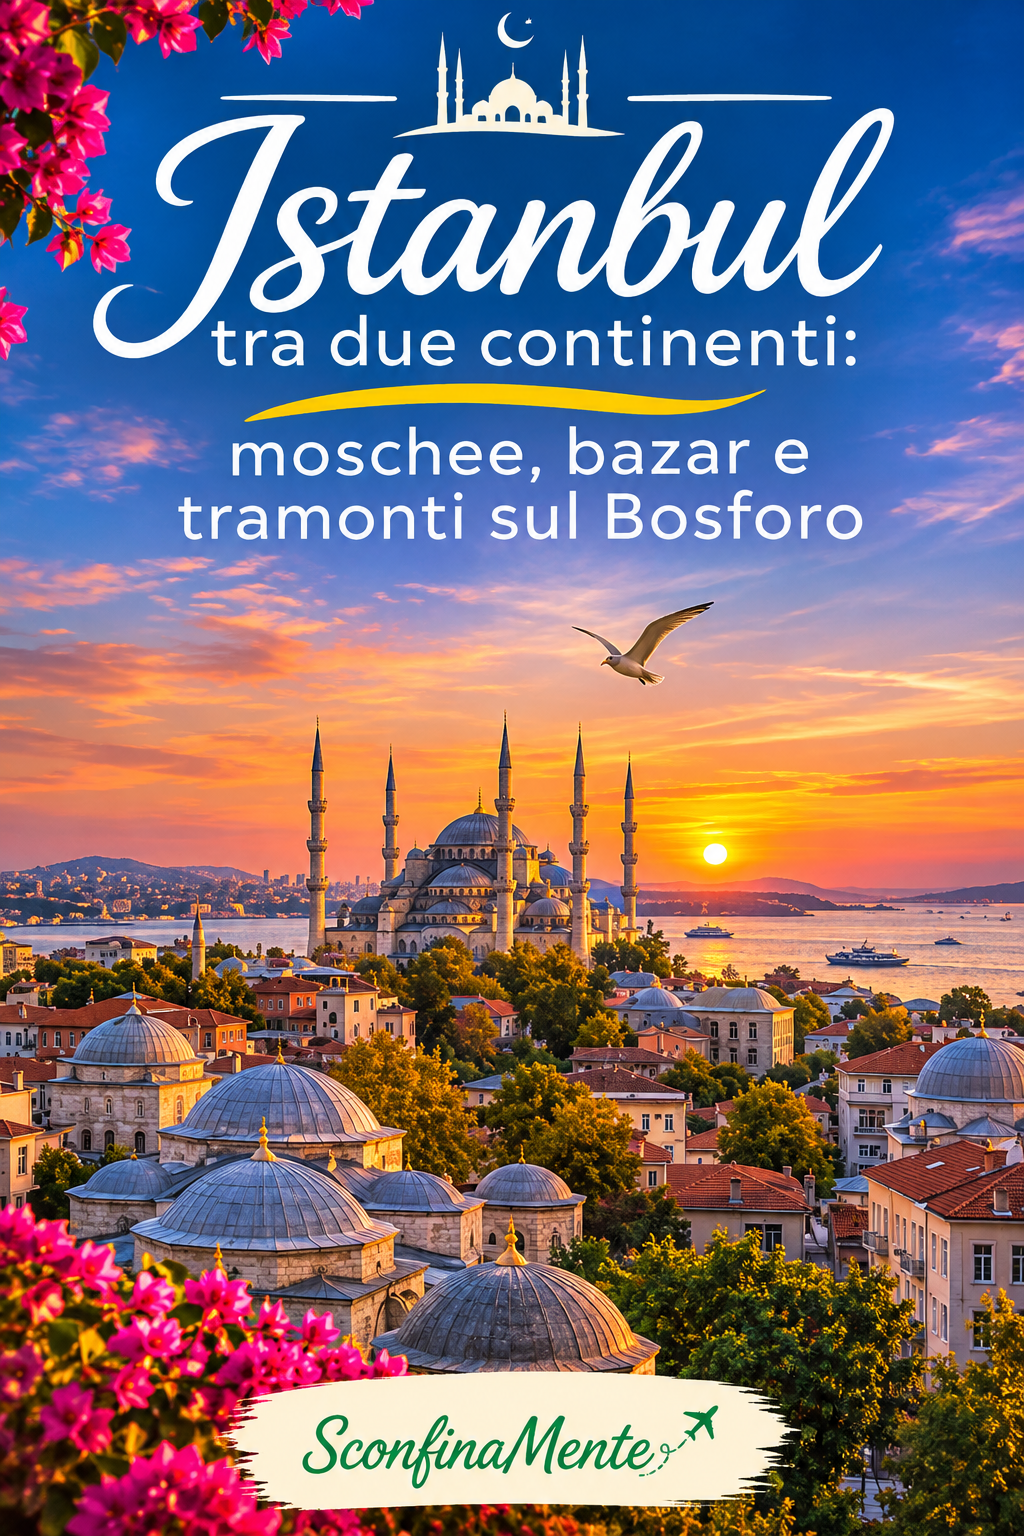 Istanbul
tra due continenti:
moschee, bazar e
tramonti sul Bosforo
SconfinaMente